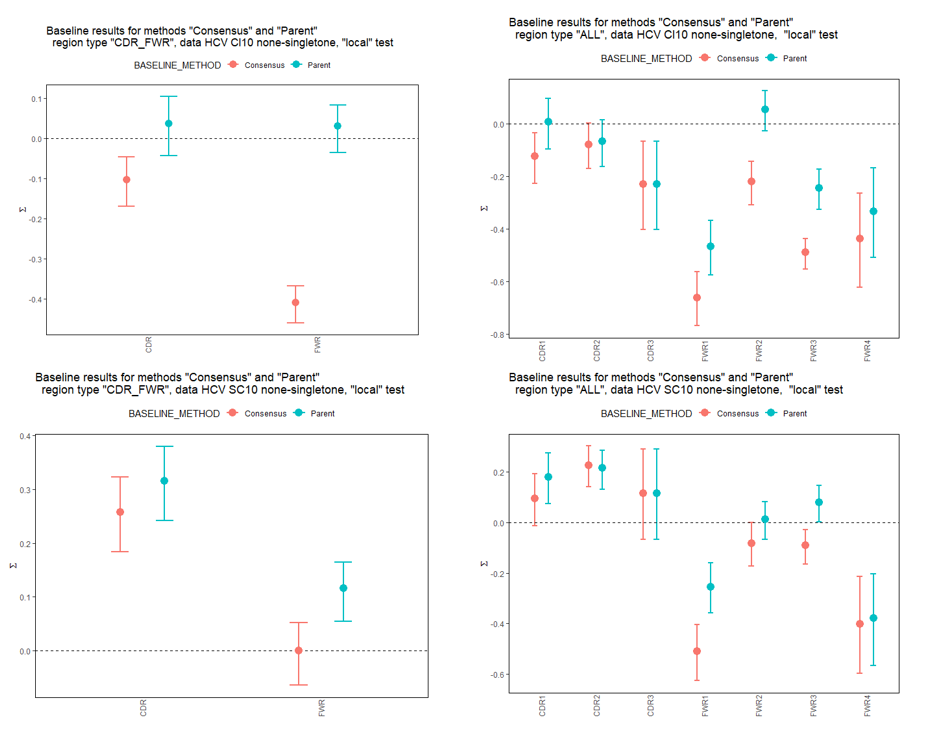 Baseline results for methods "Consensus" and "Parent"
region type "CDR_FWR", data HCV CI10 none-singletone, "local" test
BASELINE_METHOD Consensus Parent
0.1
0.0
-0.1
-0.2
-0.3
-0.4
Σ
CDR FWR
Baseline results for methods "Consensus" and "Parent"
region type "ALL", data HCV CI10 none-singletone, "local" test
BASELINE_METHOD Consensus Parent
0.0
-0.2
-0.4
-0.6
-0.8
Σ
CDR1 CDR2 CDR3 FWR1 FWR2 FWR3 FWR4
Baseline results for methods "Consensus" and "Parent"
region type "CDR_FWR", data HCV SC10 none-singletone, "local" test
BASELINE_METHOD Consensus Parent
0.4
0.3
0.2
0.1
0.0
Σ
CDR FWR
Baseline results for methods "Consensus" and "Parent"
region type "ALL", data HCV SC10 none-singletone, "local" test
BASELINE_METHOD Consensus Parent
0.2
0.0
-0.2
-0.4
-0.6
Σ
CDR1 CDR2 CDR3 FWR1 FWR2 FWR3 FWR4